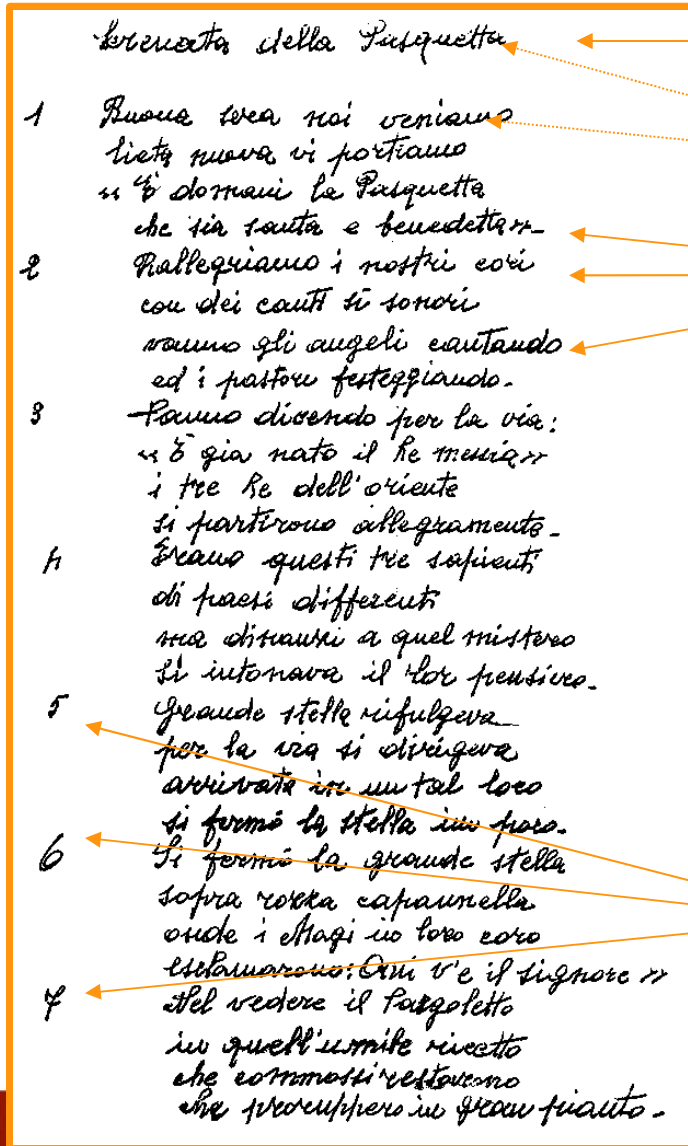 Serenata della Pasquetta
1 Buona sera noi veniamo
lieta nuova vi portiamo
« È domani la Pasquetta
che sia santa e benedetta».
2 Rallegriamo i nostri cori
con dei canti sì sonori
vanno gli angeli cantando
ed i pastori festeggiando.
3 Vanno dicendo per la via:
« È già nato il Re messia»
i tre Re dell'oriente
si partirono allegramente.
4 Erano questi tre sapienti
di paesi differenti
ma dinanzi a quel mistero
si intonava il lor pensiero.
5 Grande stella rifulgeva
per la via si dirigeva
arrivata in un tal loco
si fermò la stella un poco.
6 Si fermò la grande stella
sopra rozza capannella
onde i Magi in loro coro
esclamarono: Qui v'è il signore »
7 Nel vedere il Pargoletto
in quell'umile ricetto
che commossi restarono
che proruppero in gran pianto.